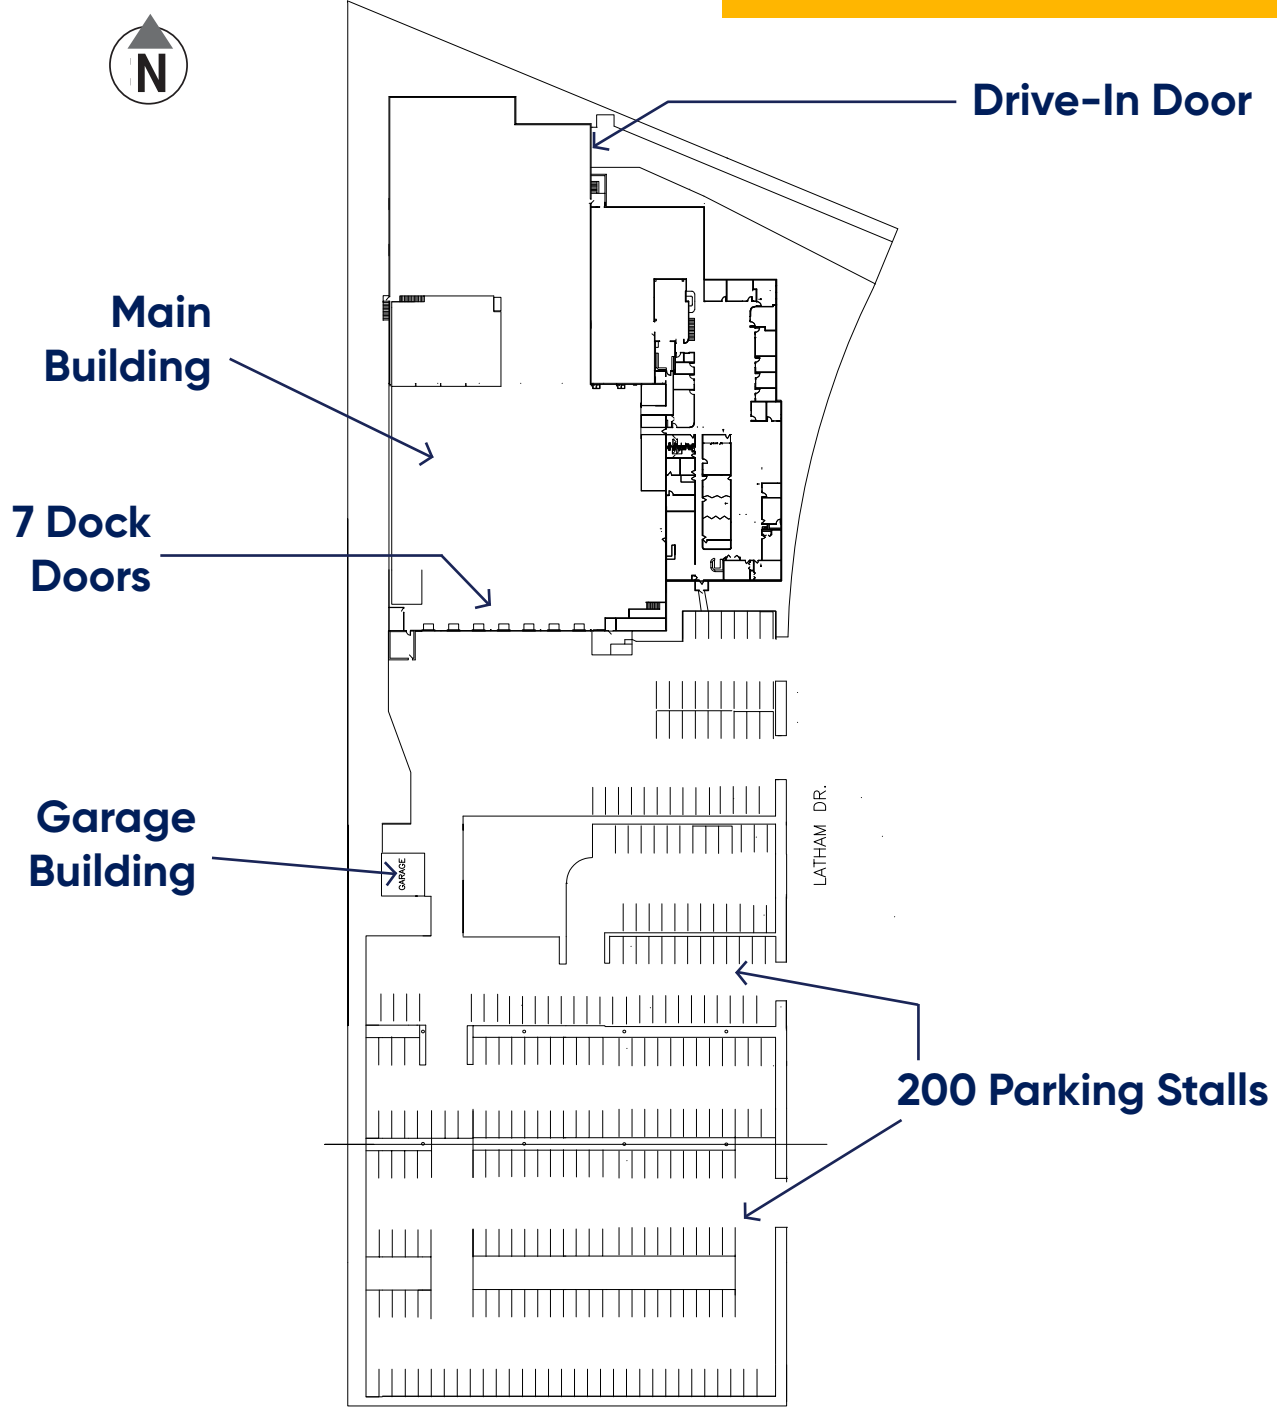 N
Drive-In Door
Main
Building
7 Dock
Doors
LATHAM DR.
Garage
Building
GARAGE
200 Parking Stalls